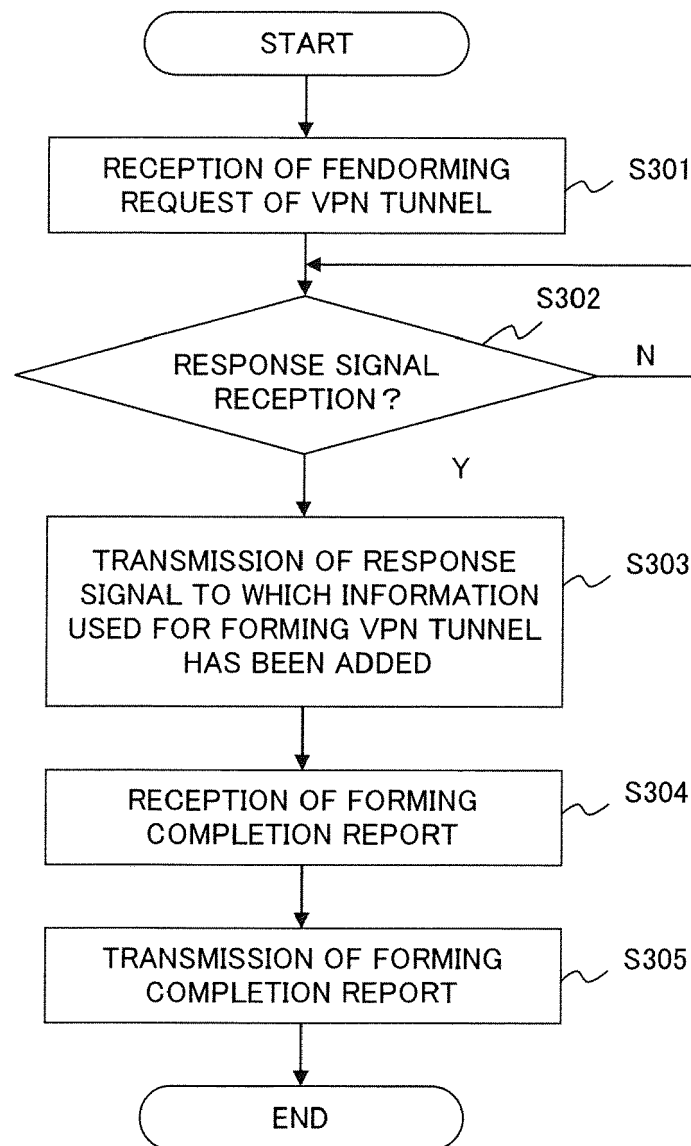 START
RECEPTION OF FENDORMING
REQUEST OF VPN TUNNEL
S301
S302
RESPONSE SIGNAL
RECEPTION?
N
Y
TRANSMISSION OF RESPONSE
SIGNAL TO WHICH INFORMATION
USED FOR FORMING VPN TUNNEL
HAS BEEN ADDED
S303
RECEPTION OF FORMING
COMPLETION REPORT
S304
TRANSMISSION OF FORMING
COMPLETION REPORT
S305
END